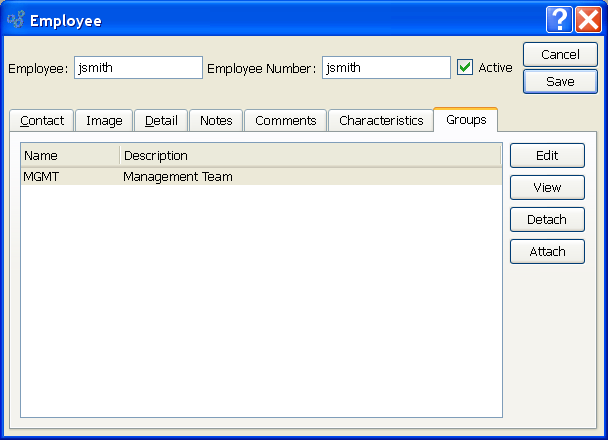 Employee
Cancel
Employee: jsmith Employee Number: jsmith Active
Save
Contact Image Detail Notes Comments Characteristics Groups
Name Description Edit
MGMT Management Team
View
Detach
Attach